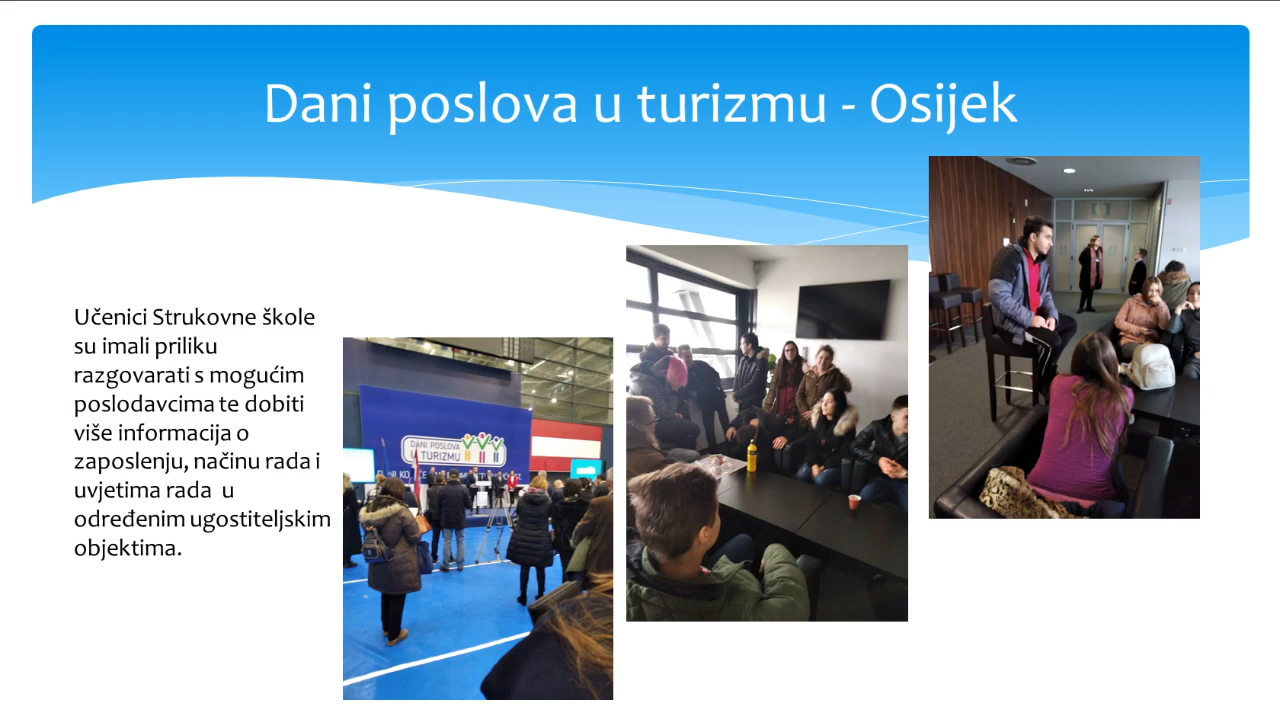 Dani poslova u turizmu - Osijek
Učenici Strukovne škole
su imali priliku
razgovarati s mogućim
poslodavcima te dobiti
više informacija o
zaposlenju, načinu rada i
uvjetima rada u
određenim ugostiteljskim
objektima.
DANI POSLOVA
U TURIZMU